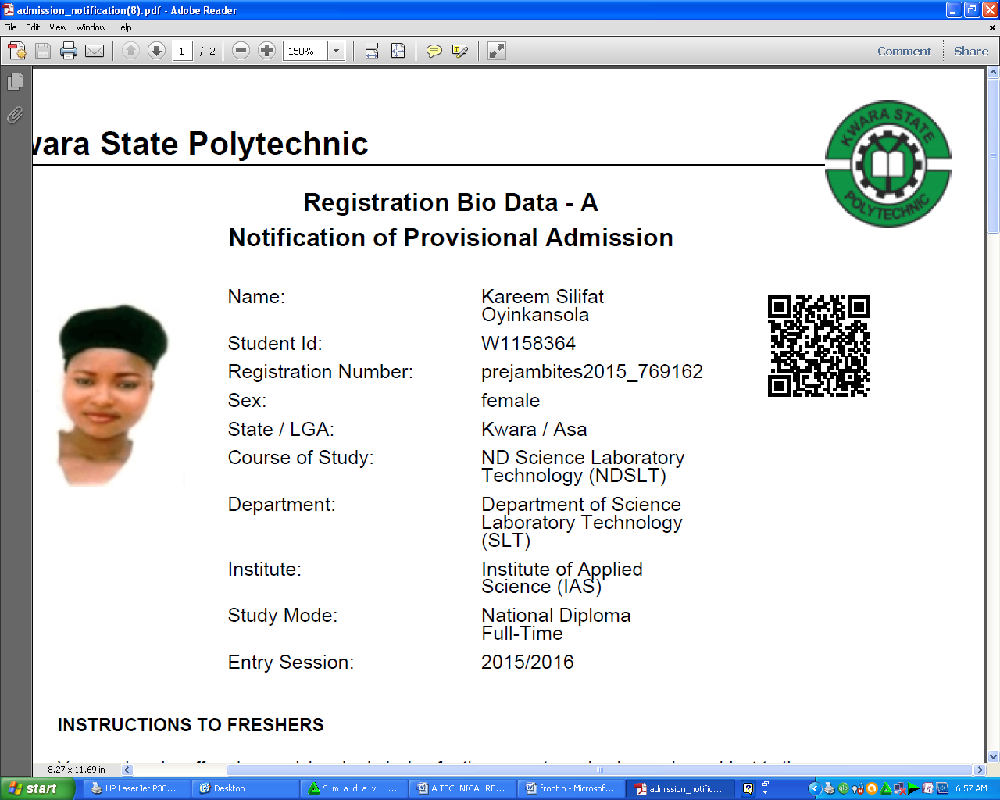 admission_notification(8).pdf - Adobe Reader
File Edit View Window Help
1 / 2 150% Comment Share
KWARA STATE
POLYTECHNIC
wara State Polytechnic
Registration Bio Data - A
Notification of Provisional Admission
Name: Kareem Silifat
Oyinkansola
Student Id: W1158364
Registration Number: prejambites2015_769162
Sex: female
State / LGA: Kwara / Asa
Course of Study: ND Science Laboratory
Technology (NDSLT)
Department: Department of Science
Laboratory Technology
(SLT)
Institute: Institute of Applied
Science (IAS)
Study Mode: National Diploma
Full-Time
Entry Session: 2015/2016
INSTRUCTIONS TO FRESHERS
8.27 x 11.69 in
start HP LaserJet P30... Desktop S m a d a v ... A TECHNICAL RE... front p - Microsof... admission_notific... 6:57 AM